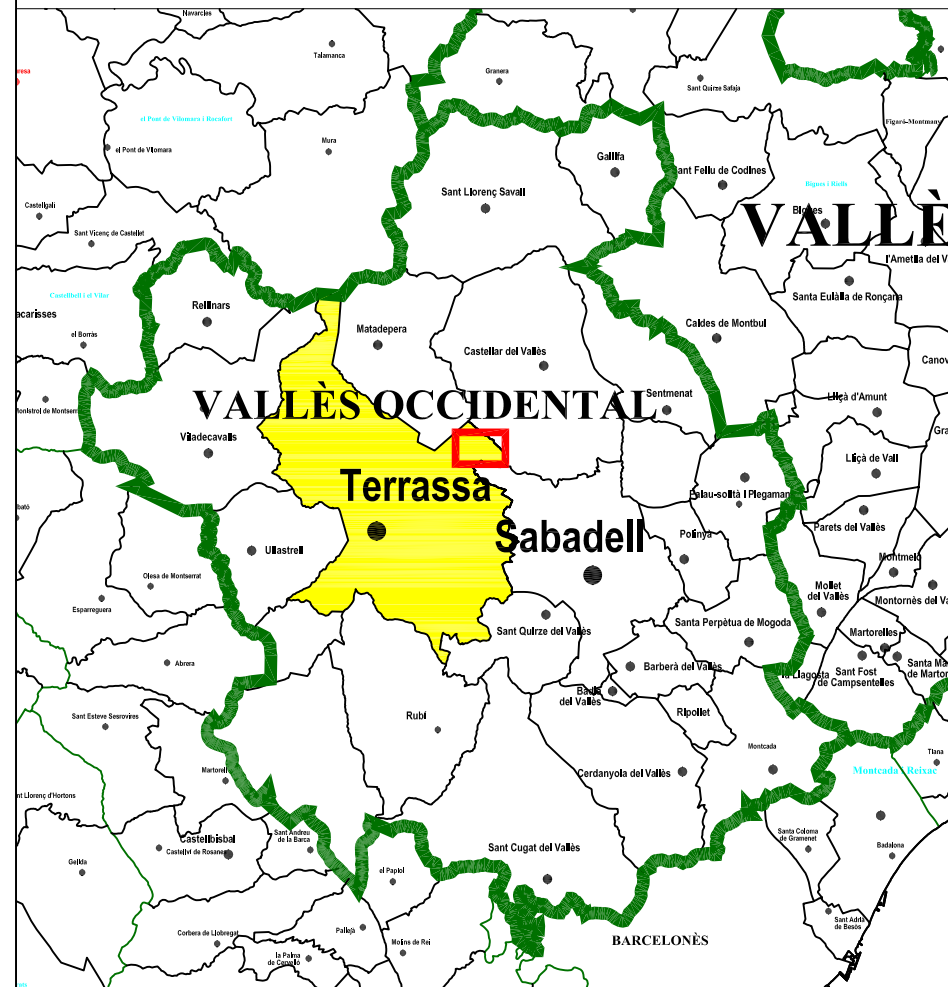 Navarcles
Talamanca
Granera
Sant Quirze Safaja
resa
el Pont de Vilomara i Rocafort
Figaró-Montmany
el Pont de Vilomara
Mura
Gallifa
Sant Feliu de Codines
Bigues i Riells
Castellgalí
Sant Llorenç Savall
Bigues
VALLÈ
Sant Vicenç de Castellet
l'Ametlla del V
Castellbell i el Vilar
Rellinars
Santa Eulàlia de Ronçana
acarisses
el Borràs
Matadepera
Caldes de Montbui
Castellar del Vallès
Canov
VALLÈS OCCIDENTAL
Sentmenat
Lliçà d'Amunt
Monistrol de Montserr
Viladecavalls
Gra
Lliçà de Vall
Terrassa
Palau-solità i Plegaman
bató
Parets del Vallès
Sabadell
Polinyà
Ullastrell
Montmeló
Olesa de Montserrat
Mollet
del Vallès
Montornès del Va
Esparreguera
Sant Quirze del Vallès
Santa Perpètua de Mogoda
Martorelles
Abrera
Barberà del Vallès
la Llagosta
Sant Fost
de Campsentelles
Santa Ma
de Martor
Badia
del Vallès
Ripollet
Sant Esteve Sesrovires
Rubí
Montcada
Tiana
Martorell
Cerdanyola del Vallès
Montcada i Reixac
nt Llorenç d'Hortons
Castellbisbal
Castellví de Rosanes
Sant Andreu
de la Barca
Sant Cugat del Vallès
Santa Coloma
de Gramenet
Badalona
Gelida
el Papiol
Sant Adrià
de Besòs
Corbera de Llobregat
Pallejà
Molins de Rei
BARCELONÈS
la Palma
de Cervelló